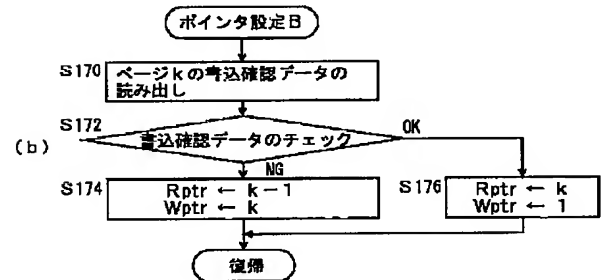 ポインタ設定B
S170
ページkの書込確認データの
読み出し
S172
書込確認データのチェック
OK
(b)
NG
S174
Rptr ← k－1
Wptr ← k
S176
Rptr ← k
Wptr ← 1
復帰